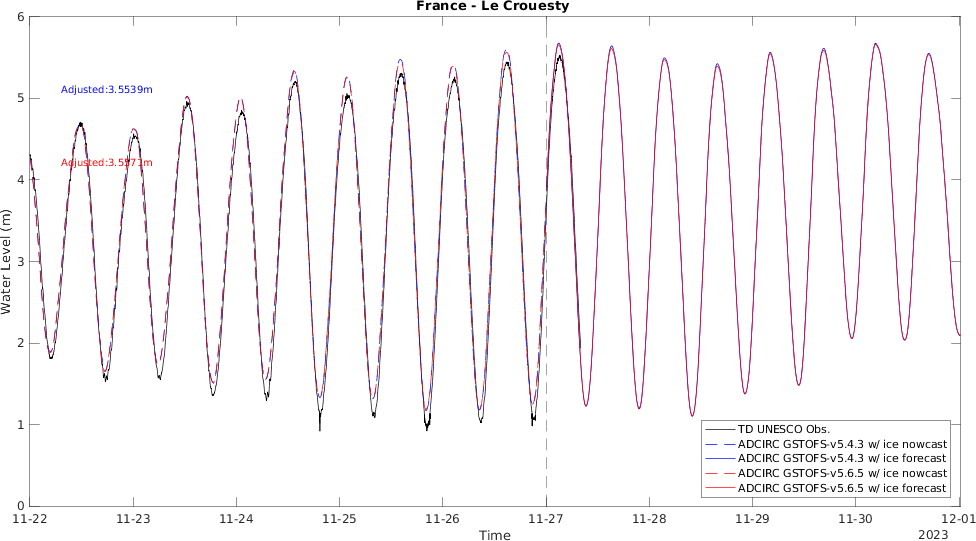 France - Le Crouesty
6
5
4
3
2
1
0
Water Level (m)
Adjusted:3.5539m
Adjusted:3.5571m
TD UNESCO Obs.
ADCIRC GSTOFS-v5.4.3 w/ ice nowcast
ADCIRC GSTOFS-v5.4.3 w/ ice forecast
ADCIRC GSTOFS-v5.6.5 w/ ice nowcast
ADCIRC GSTOFS-v5.6.5 w/ ice forecast
11-22 11-23 11-24 11-25 11-26 11-27 11-28 11-29 11-30 12-01
Time
2023